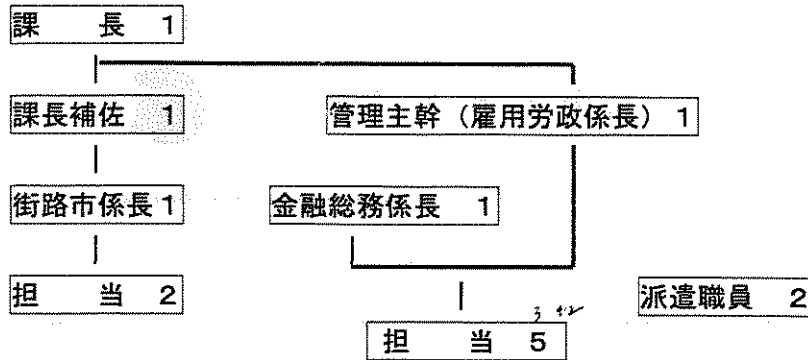 課　　長　1
課長補佐　1
管理主幹（雇用労政係長）1
街路市係長1
金融総務係長　1
担　　当　2
派遣職員　2
担　　当　5